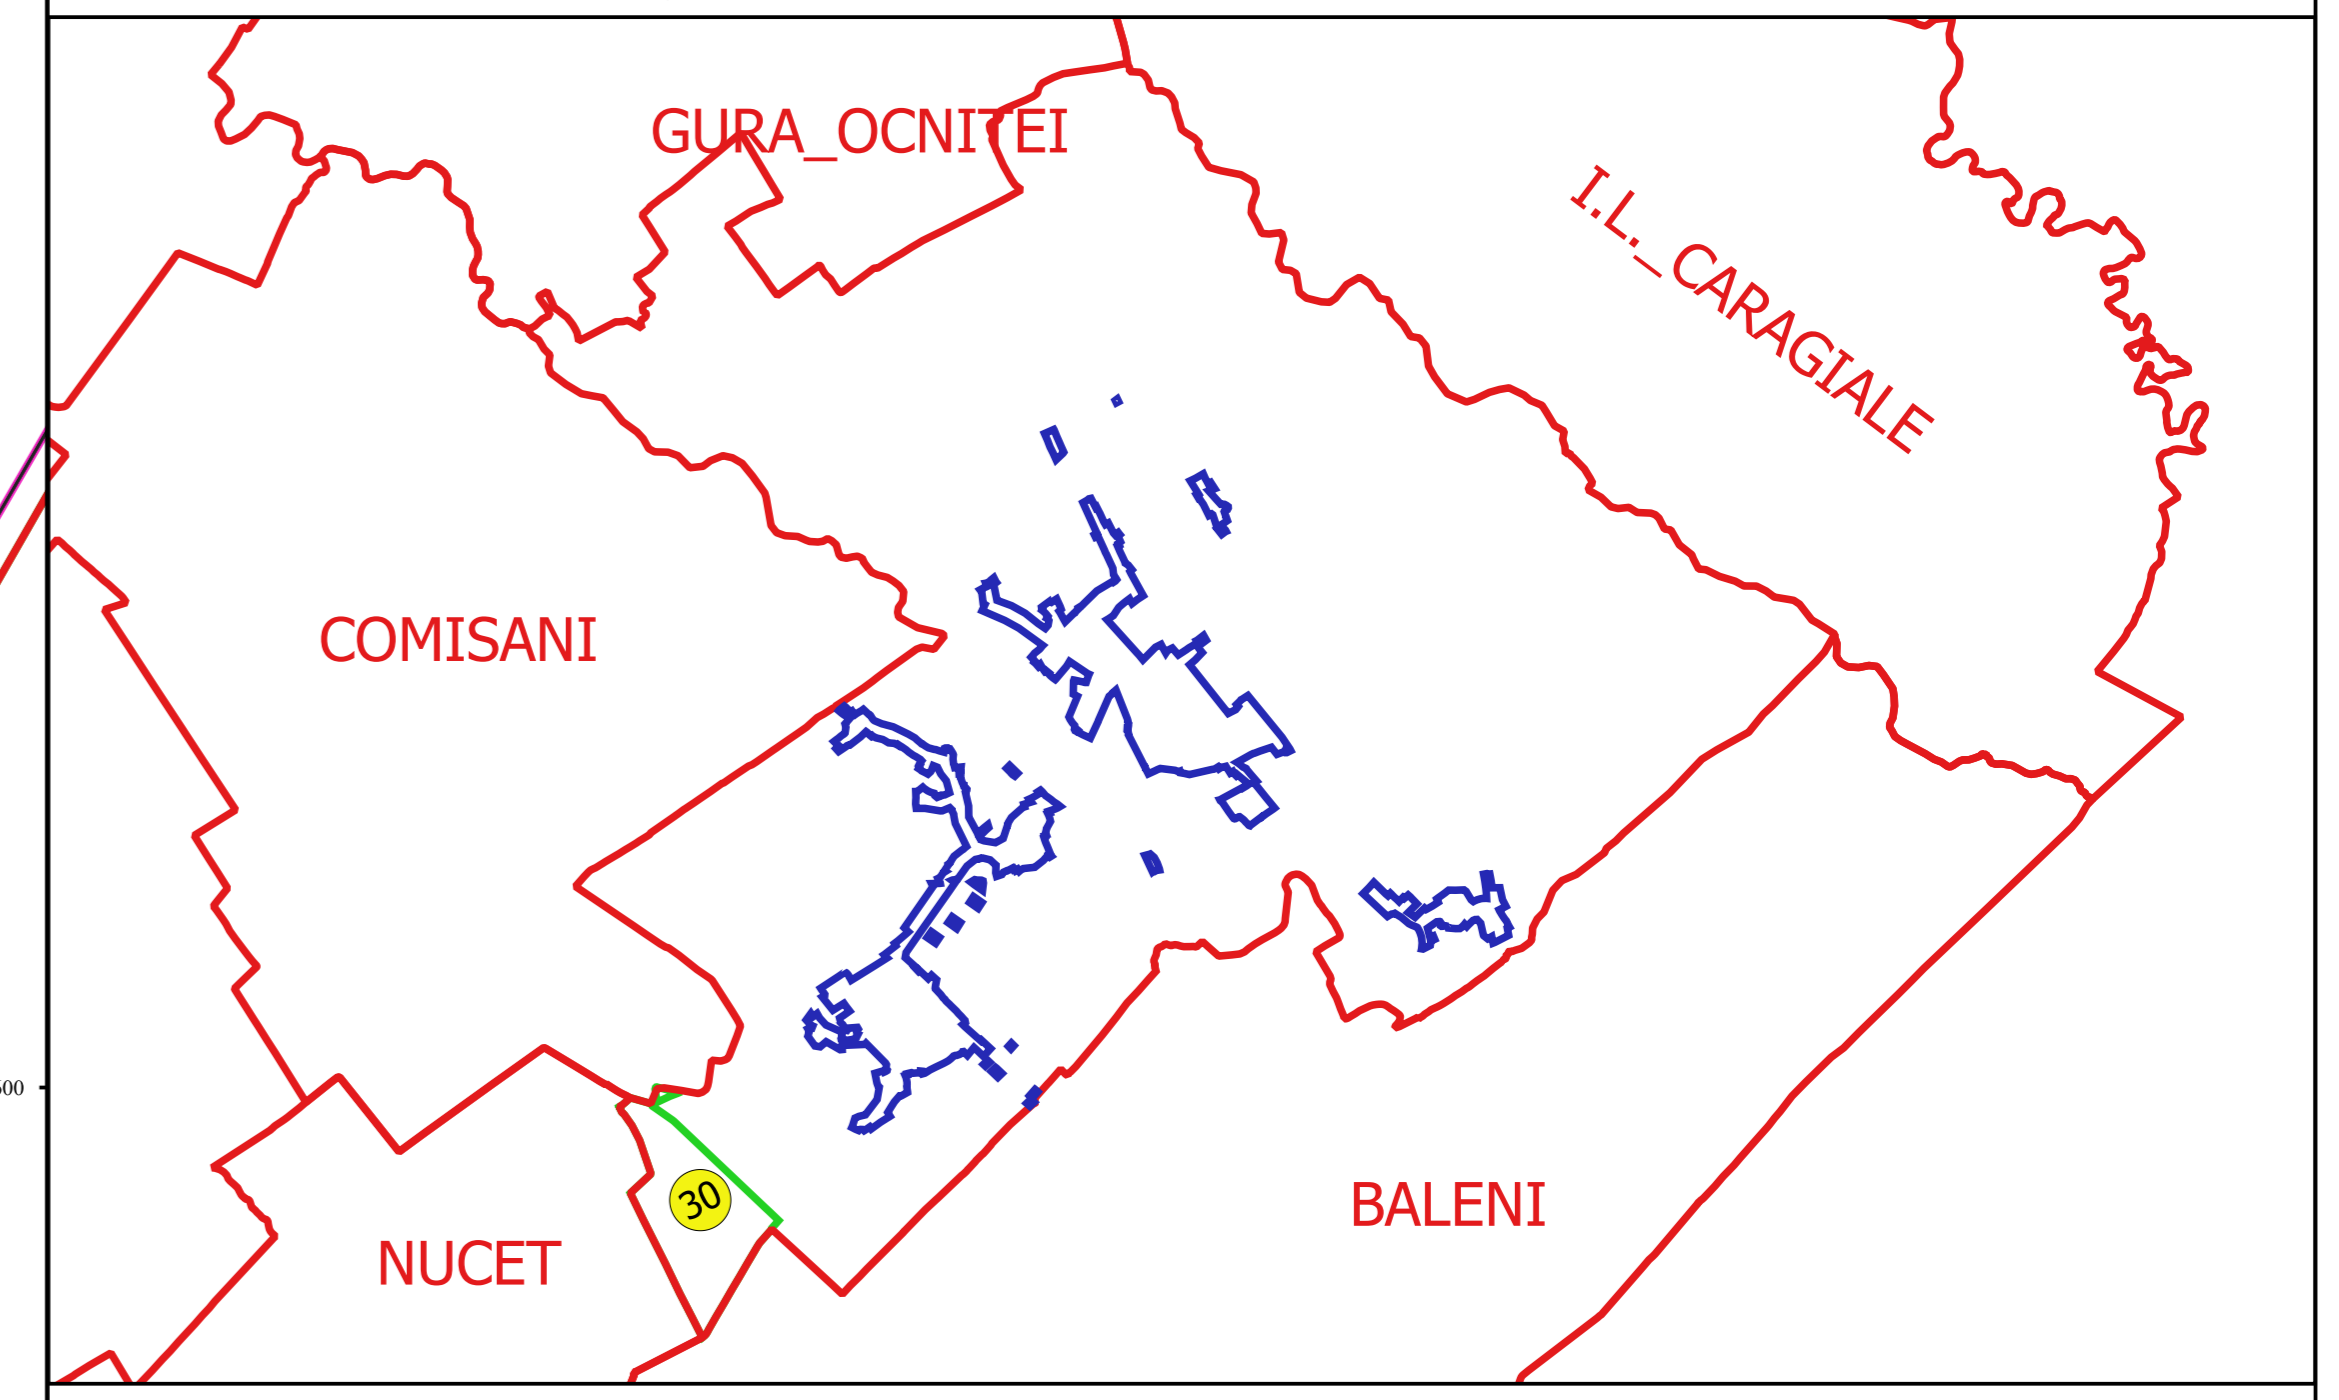 GURA_OCNITEI
I.L._CARAGIALE
COMISANI
30
BALENI
NUCET